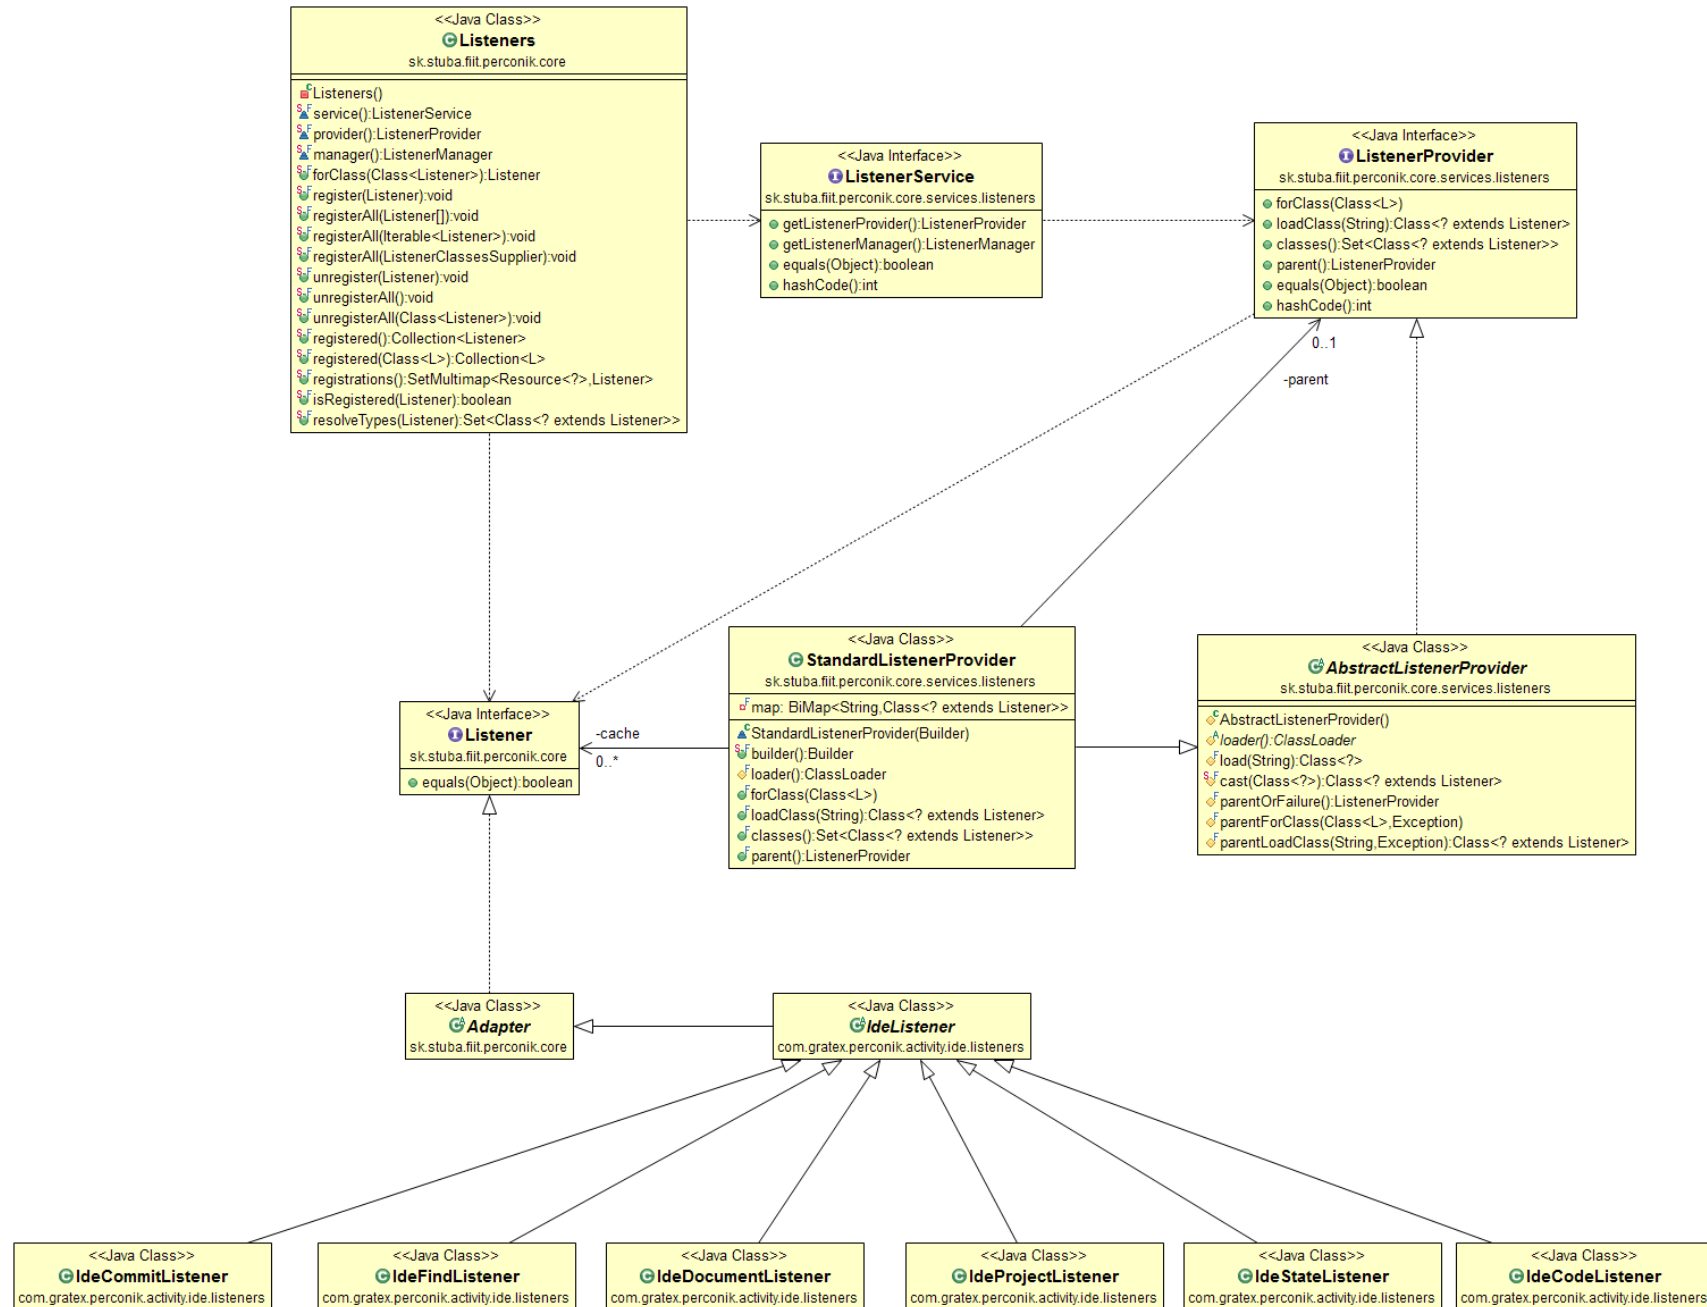 <<Java Class>>
Listeners
sk.stuba.fiit.perconik.core
Listeners()
service():ListenerService
provider():ListenerProvider
manager():ListenerManager
forClass(Class<Listener>):Listener
register(Listener):void
registerAll(Listener[]):void
registerAll(Iterable<Listener>):void
registerAll(ListenerClassesSupplier):void
unregister(Listener):void
unregisterAll():void
unregisterAll(Class<Listener>):void
registered():Collection<Listener>
registered(Class<L>):Collection<L>
registrations():SetMultimap<Resource<?>,Listener>
isRegistered(Listener):boolean
resolveTypes(Listener):Set<Class<? extends Listener>>
<<Java Interface>>
ListenerService
sk.stuba.fiit.perconik.core.services.listeners
getListenerProvider():ListenerProvider
getListenerManager():ListenerManager
equals(Object):boolean
hashCode():int
<<Java Interface>>
ListenerProvider
sk.stuba.fiit.perconik.core.services.listeners
forClass(Class<L>)
loadClass(String):Class<? extends Listener>
classes():Set<Class<? extends Listener>>
parent():ListenerProvider
equals(Object):boolean
hashCode():int
0..1
-parent
<<Java Interface>>
Listener
sk.stuba.fiit.perconik.core
equals(Object):boolean
-cache
0..*
<<Java Class>>
StandardListenerProvider
sk.stuba.fiit.perconik.core.services.listeners
map: BiMap<String,Class<? extends Listener>>
StandardListenerProvider(Builder)
builder():Builder
loader():ClassLoader
forClass(Class<L>)
loadClass(String):Class<? extends Listener>
classes():Set<Class<? extends Listener>>
parent():ListenerProvider
<<Java Class>>
AbstractListenerProvider
sk.stuba.fiit.perconik.core.services.listeners
AbstractListenerProvider()
loader():ClassLoader
load(String):Class<?>
cast(Class<?>):Class<? extends Listener>
parentOrFailure():ListenerProvider
parentForClass(Class<L>,Exception)
parentLoadClass(String,Exception):Class<? extends Listener>
<<Java Class>>
Adapter
sk.stuba.fiit.perconik.core
<<Java Class>>
IdeListener
com.gratex.perconik.activity.ide.listeners
<<Java Class>>
IdeCommitListener
com.gratex.perconik.activity.ide.listeners
<<Java Class>>
IdeFindListener
com.gratex.perconik.activity.ide.listeners
<<Java Class>>
IdeDocumentListener
com.gratex.perconik.activity.ide.listeners
<<Java Class>>
IdeProjectListener
com.gratex.perconik.activity.ide.listeners
<<Java Class>>
IdeStateListener
com.gratex.perconik.activity.ide.listeners
<<Java Class>>
IdeCodeListener
com.gratex.perconik.activity.ide.listeners